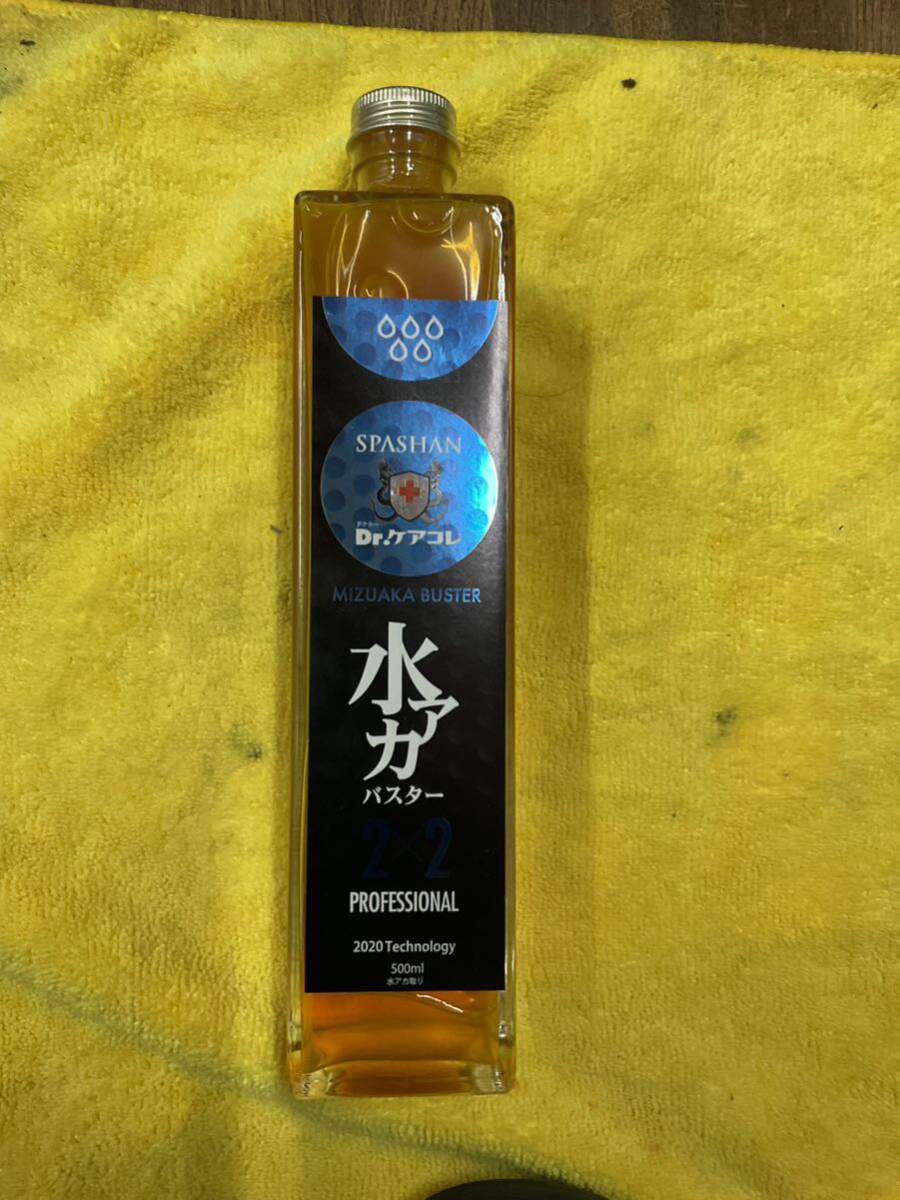 SPASHAN
ドクター
Dr.ケアコレ
MIZUAKA BUSTER
水アカ
バスター
2×2
PROFESSIONAL
2020 Technology
500ml
水アカ取り